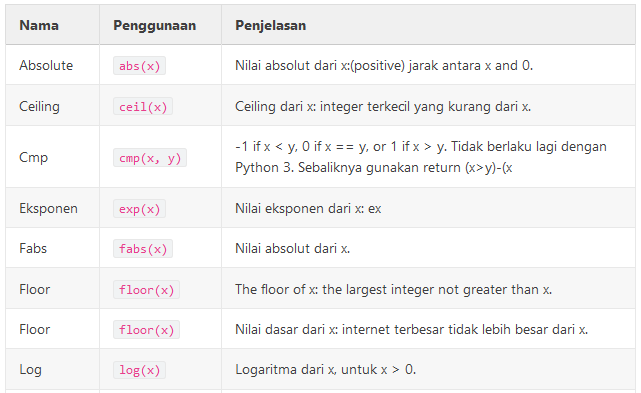 Nama Penggunaan Penjelasan
Absolute abs(x) Nilai absolut dari x:(positive) jarak antara x and 0.
Ceiling ceil(x) Ceiling dari x: integer terkecil yang kurang dari x.
Cmp cmp(x, y) -1 if x < y, 0 if x == y, or 1 if x > y. Tidak berlaku lagi dengan
Python 3. Sebaliknya gunakan return (x>y)-(x
Eksponen exp(x) Nilai eksponen dari x: ex
Fabs fabs(x) Nilai absolut dari x.
Floor floor(x) The floor of x: the largest integer not greater than x.
Floor floor(x) Nilai dasar dari x: internet terbesar tidak lebih besar dari x.
Log log(x) Logaritma dari x, untuk x > 0.